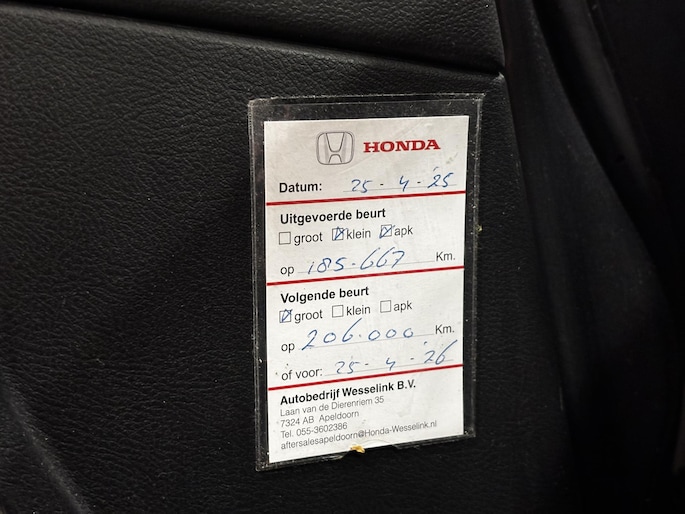 HONDA
Datum: 25-4-'25
Uitgevoerde beurt
☐ groot ☑ klein ☑ apk
op 185.667 Km.
Volgende beurt
☑ groot ☐ klein ☐ apk
op 206.000 Km.
of voor: 25-4-'26
Autobedrijf Wesselink B.V.
Laan van de Dierenriem 35
7324 AB Apeldoorn
Tel. 055-3602386
aftersalesapeldoorn@Honda-Wesselink.nl